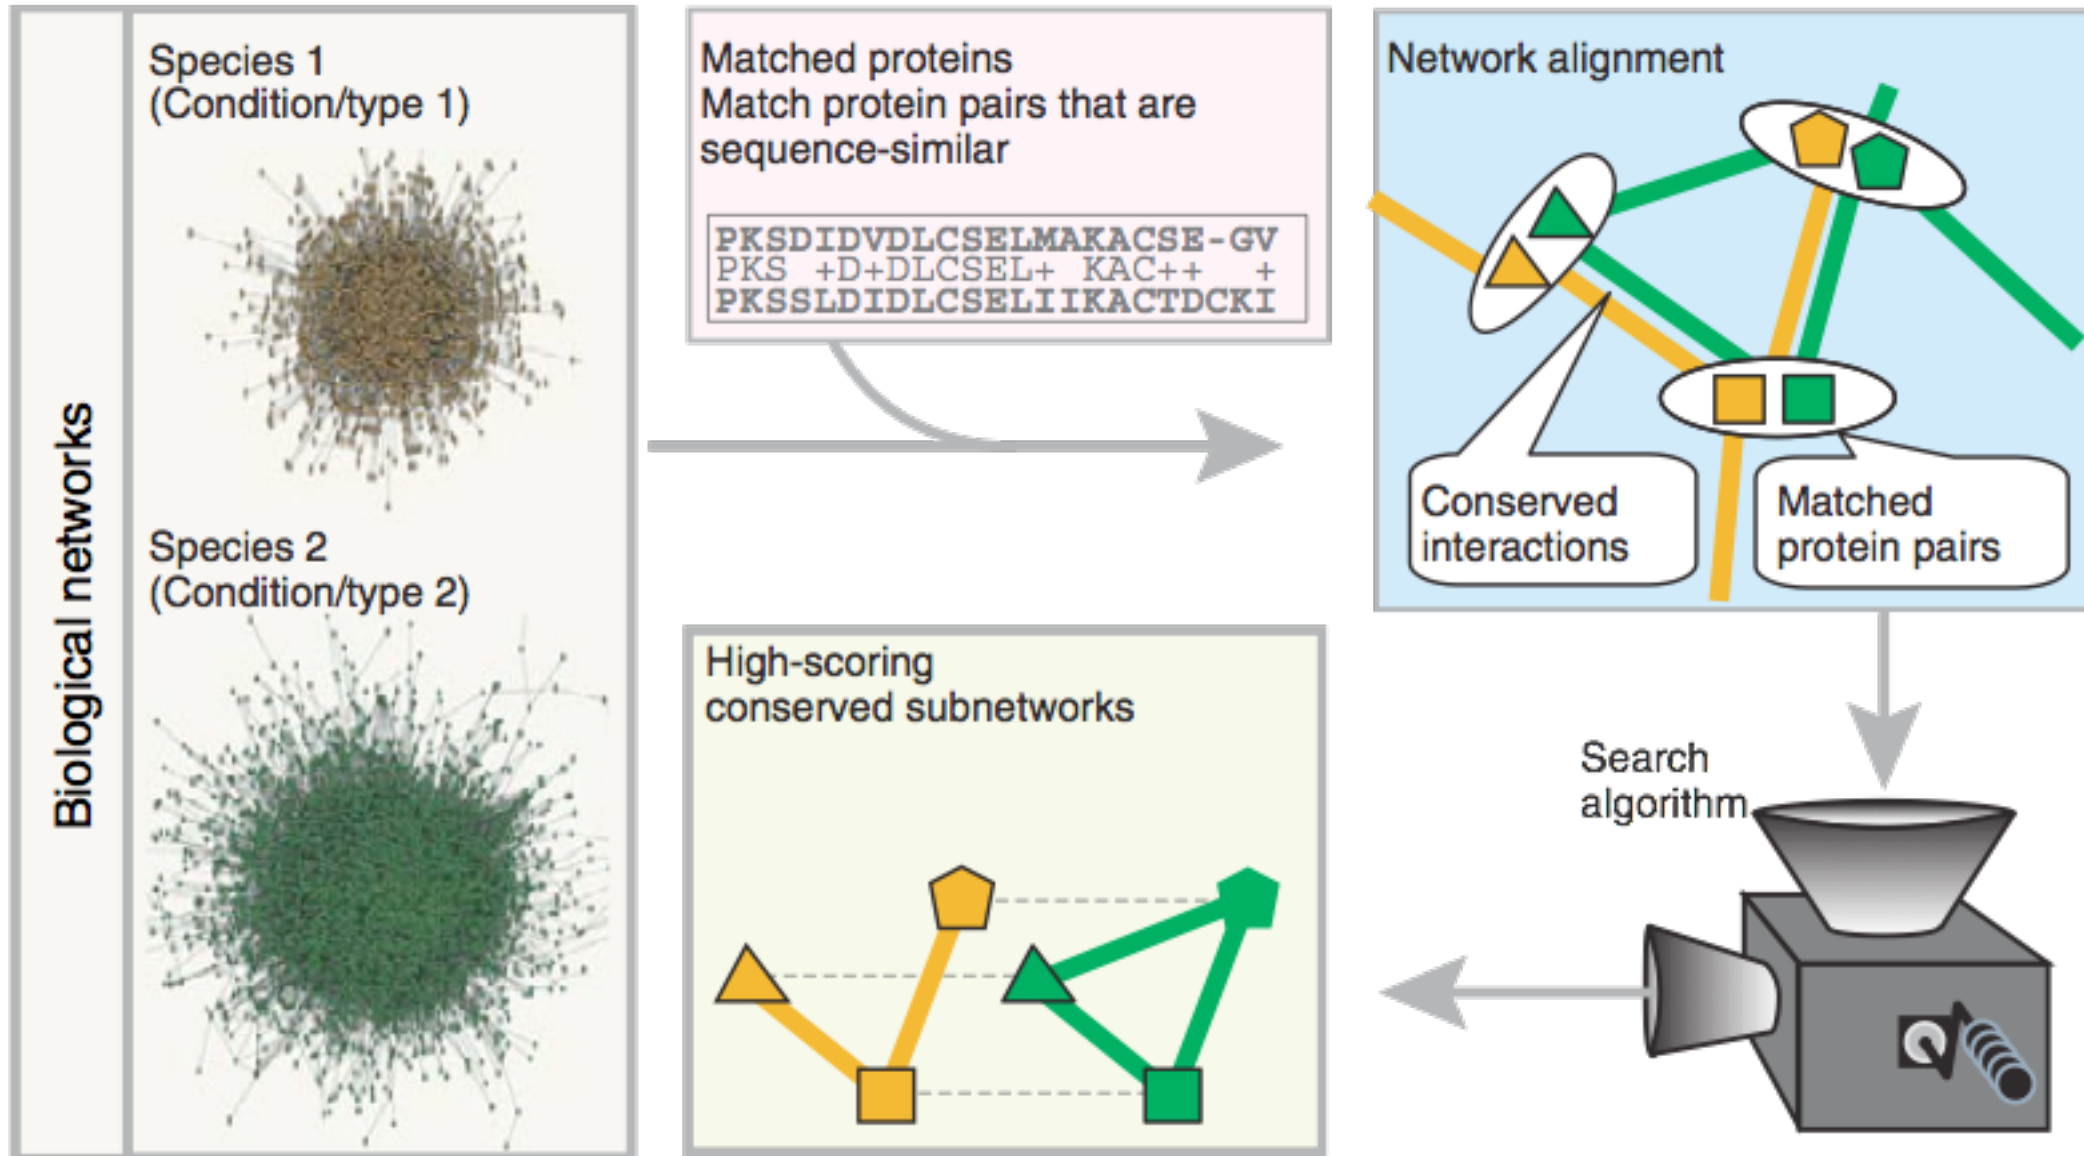 Biological networks
Species 1
(Condition/type 1)
Species 2
(Condition/type 2)
Matched proteins
Match protein pairs that are
sequence-similar
PKSDIDVDLCSELMAKACSE-GV
PKS +D+DLCSEL+ KAC++  +
PKSSLDIDLCSELIIKACTDCKI
Network alignment
Conserved
interactions
Matched
protein pairs
Search
algorithm
High-scoring
conserved subnetworks